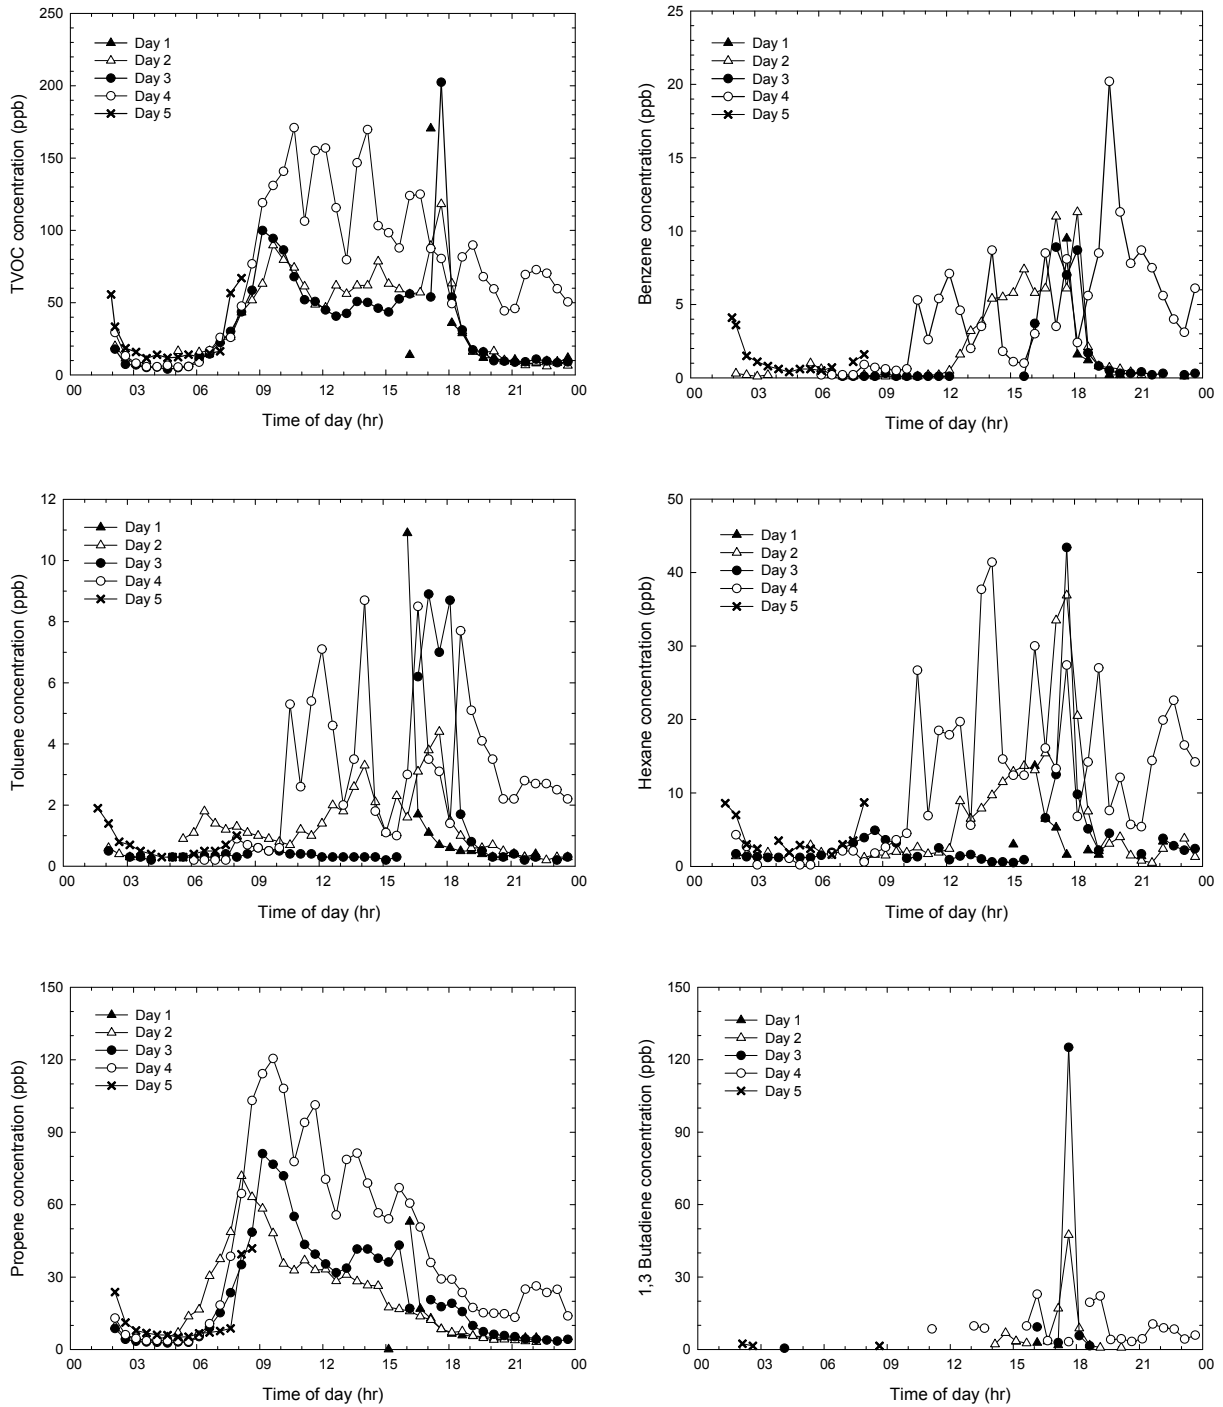 250
200
150
100
50
0
TVOC concentration (ppb)
Day 1
Day 2
Day 3
Day 4
Day 5
00 03 06 09 12 15 18 21 00
Time of day (hr)
25
20
15
10
5
0
Benzene concentration (ppb)
Day 1
Day 2
Day 3
Day 4
Day 5
00 03 06 09 12 15 18 21 00
Time of day (hr)
12
10
8
6
4
2
0
Toluene concentration (ppb)
Day 1
Day 2
Day 3
Day 4
Day 5
00 03 06 09 12 15 18 21 00
Time of day (hr)
50
40
30
20
10
0
Hexane concentration (ppb)
Day 1
Day 2
Day 3
Day 4
Day 5
00 03 06 09 12 15 18 21 00
Time of day (hr)
150
120
90
60
30
0
Propene concentration (ppb)
Day 1
Day 2
Day 3
Day 4
Day 5
00 03 06 09 12 15 18 21 00
Time of day (hr)
150
120
90
60
30
0
1,3 Butadiene concentration (ppb)
Day 1
Day 2
Day 3
Day 4
Day 5
00 03 06 09 12 15 18 21 00
Time of day (hr)